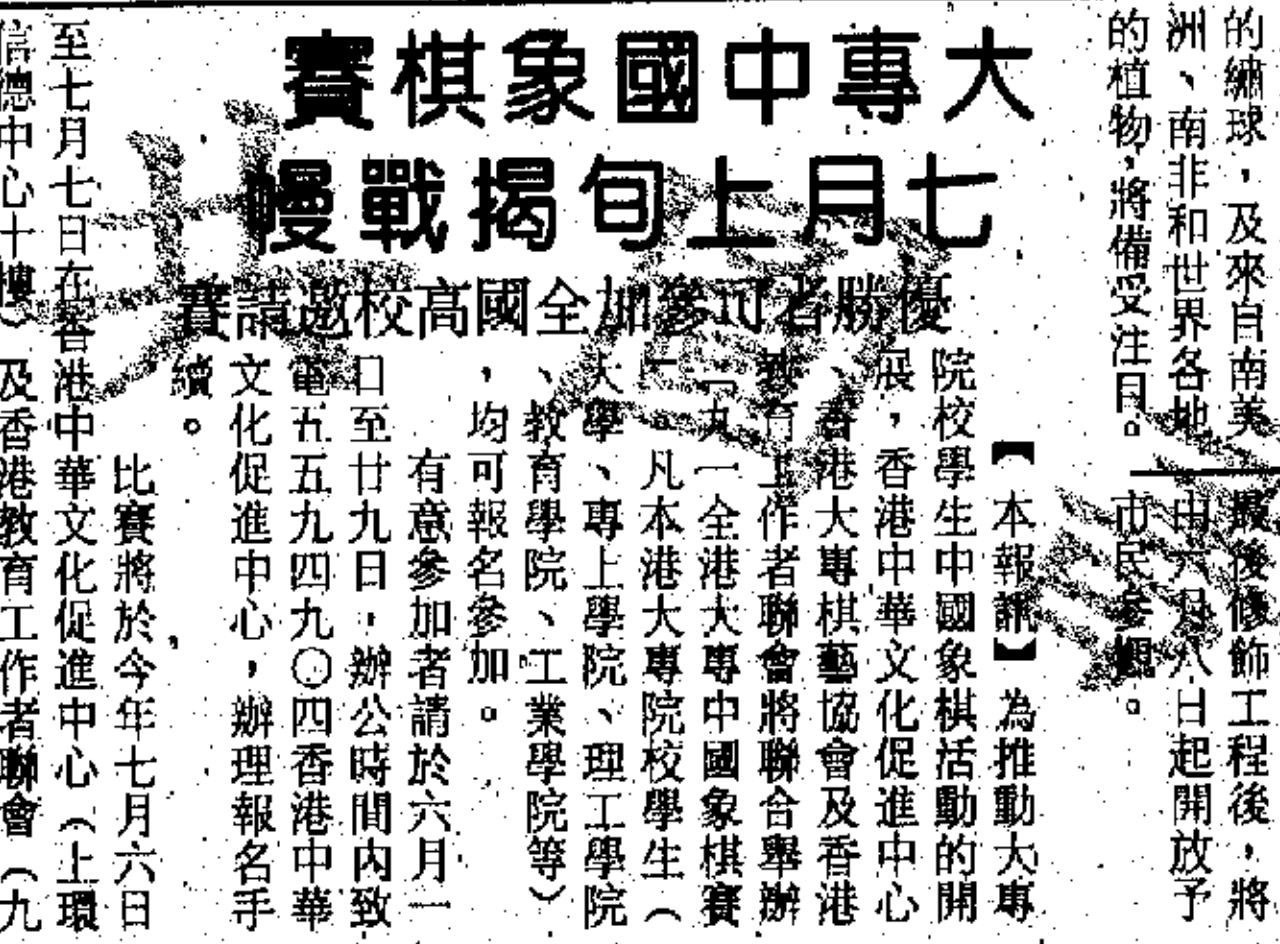 的繡球，及來自南美
洲、南非和世界各地
的植物，將備受注目。
最後修飾工程後，將
由六月八日起開放予
市民參觀。
大專中國象棋賽
七月上旬揭戰幔
優勝者可參加全國高校邀請賽
【本報訊】為推動大專
院校學生中國象棋活動的開
展，香港中華文化促進中心
、香港大專棋藝協會及香港
教育工作者聯會將聯合舉辦
「九一全港大專中國象棋賽
」。凡本港大專院校學生（
大學、專上學院、理工學院
、教育學院、工業學院等）
，均可報名參加。
有意參加者請於六月一
日至廿九日，辦公時間內致
電五五九四九〇四香港中華
文化促進中心，辦理報名手
續。
比賽將於今年七月六日
至七月七日在香港中華文化促進中心（上環
信德中心十樓）及香港教育工作者聯會（九